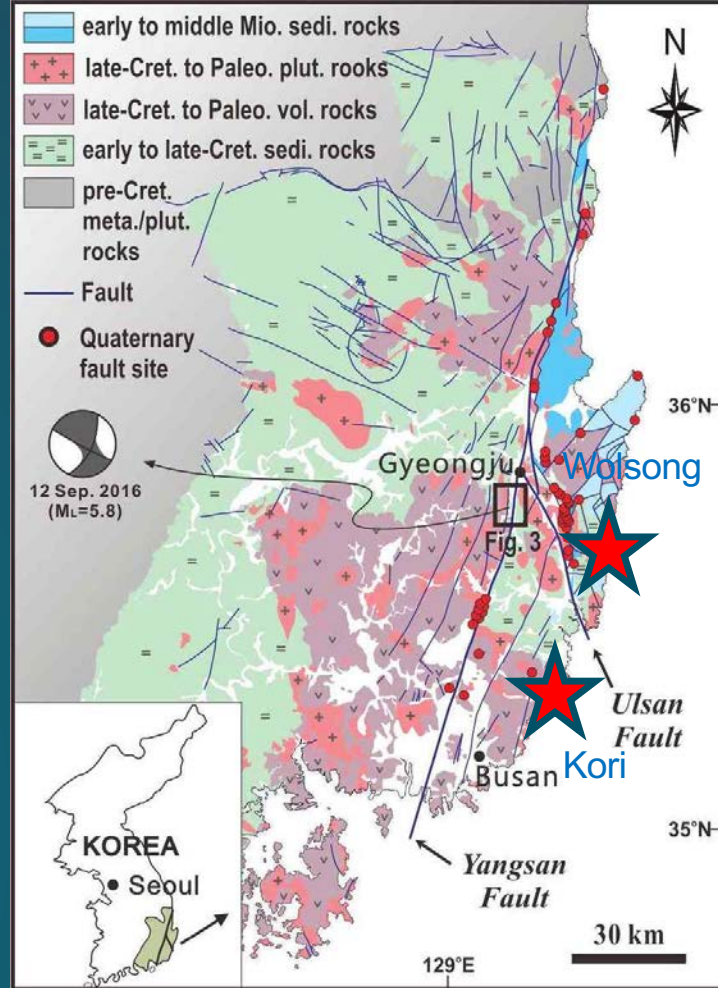 early to middle Mio. sedi. rocks
late-Cret. to Paleo. plut. rooks
late-Cret. to Paleo. vol. rocks
early to late-Cret. sedi. rocks
pre-Cret.
meta./plut.
rocks
Fault
Quaternary
fault site
N
36°N
12 Sep. 2016
(ML=5.8)
Gyeongju
Wolsong
Fig. 3
Ulsan
Fault
Kori
Busan
35°N
KOREA
Seoul
Yangsan
Fault
30 km
129°E